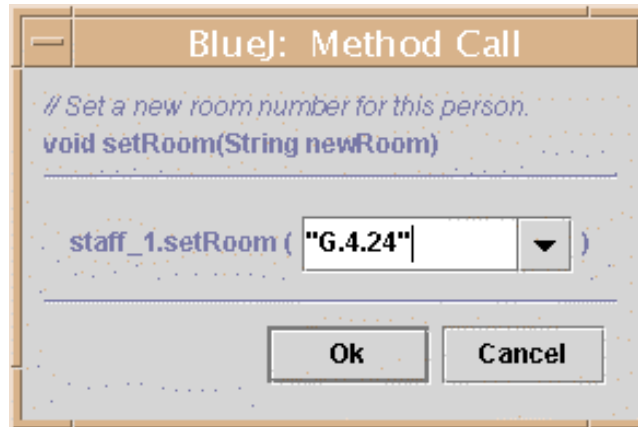 BlueJ: Method Call
// Set a new room number for this person.
void setRoom(String newRoom)
staff_1.setRoom ( "G.4.24" )
Ok Cancel